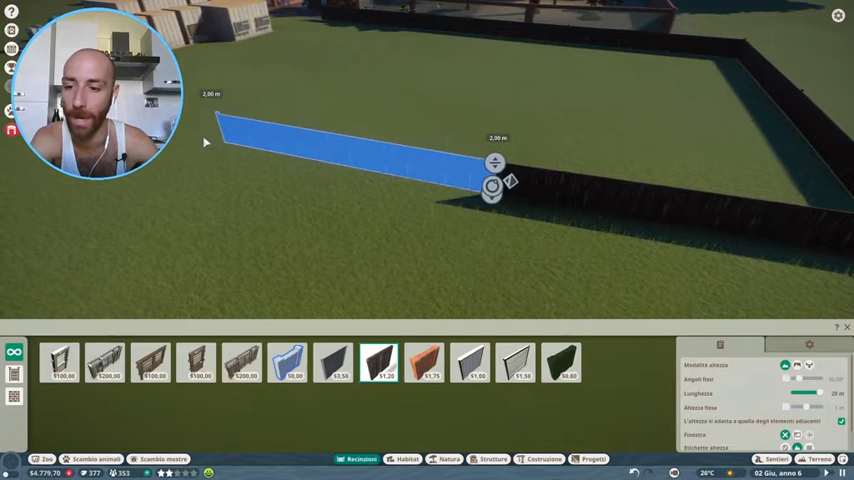 ?
2,00 m
2,00 m
? ×
$100,00 $200,00 $100,00 $100,00 $200,00 $0,00 $3,50 $1,20 $1,75 $1,00 $1,50 $0,80
Modalità altezza
Angoli fissi
Lunghezza 20 m
Altezza fissa 1 m
L'altezza si adatta a quella degli elementi adiacenti
Finestra
Etichette altezza
Zoo Scambio animali Scambio mostre Recinzioni Habitat Natura Strutture Costruzione Progetti Sentieri Terreno
$4.779,70 377 353 26°C 02 Giu, anno 6